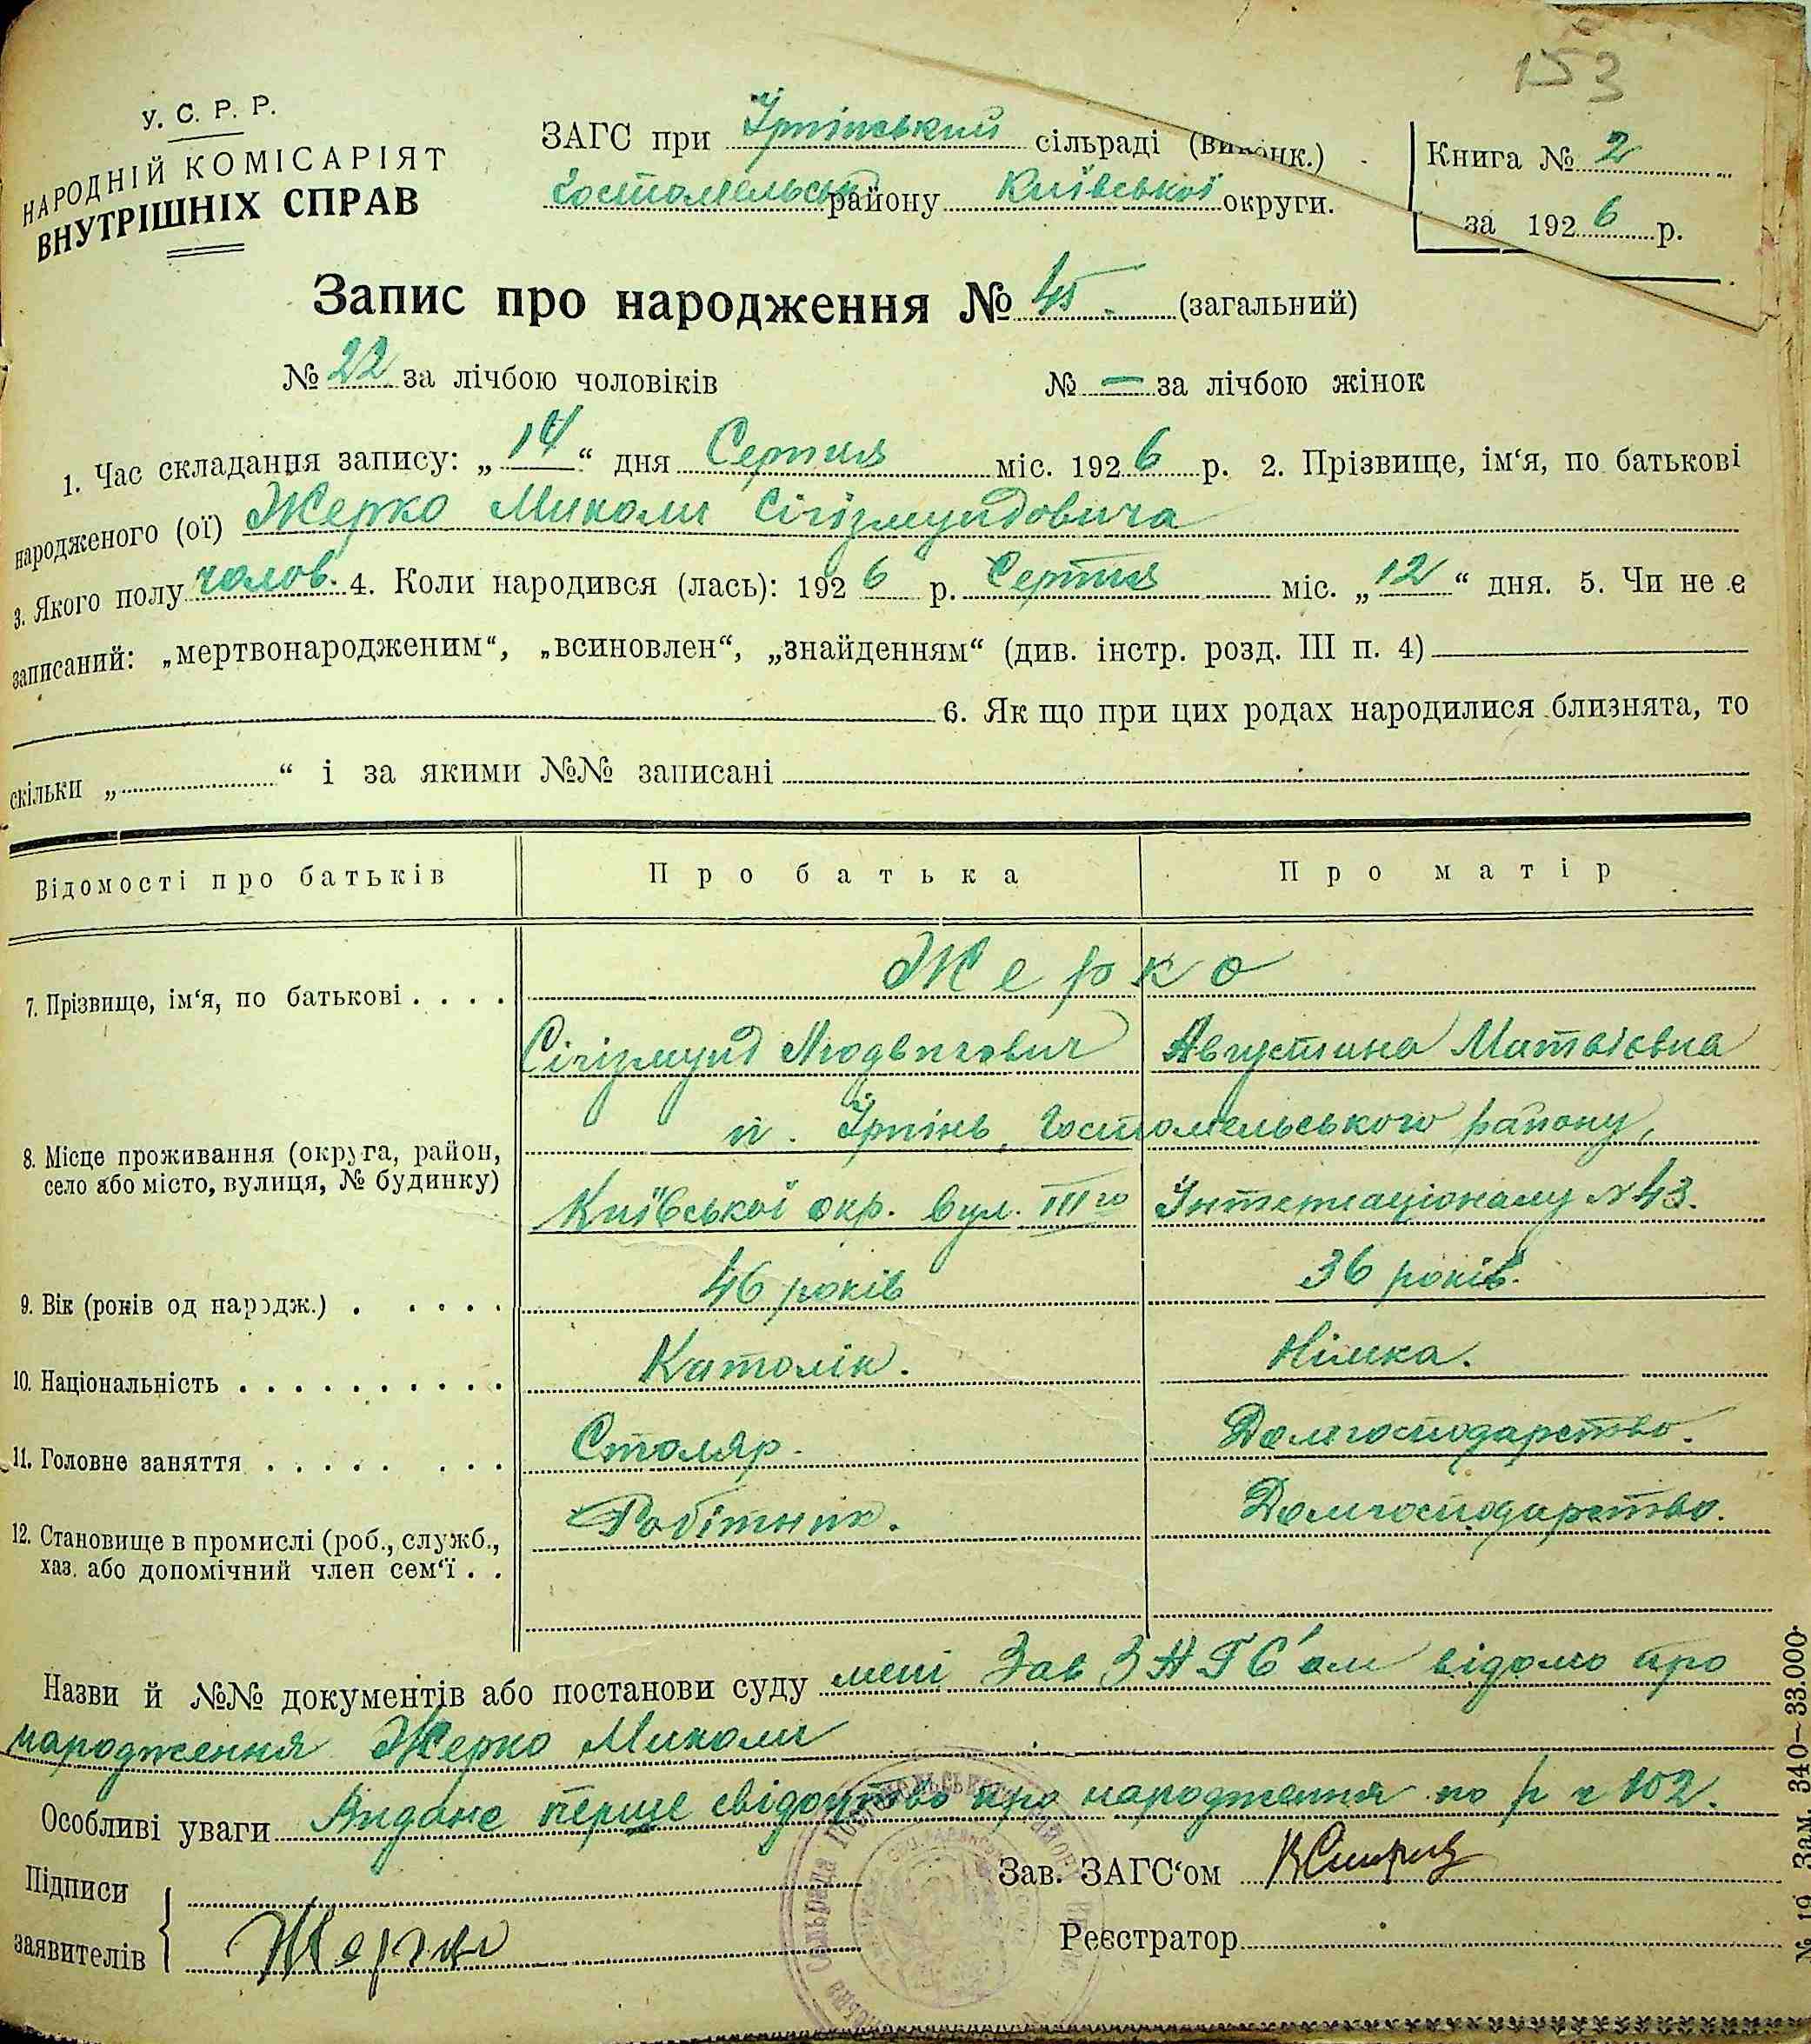 153
У. С. Р. Р.
НАРОДНІЙ КОМІСАРІЯТ
ВНУТРІШНІХ СПРАВ
ЗАГС при Ірпінський сільраді (виконк.)
Гостомельськ району Київської округи.
Книга № 2
за 1926 р.
Запис про народження № 45. (загальний)
№ 22 за лічбою чоловіків № — за лічбою жінок
1. Час складання запису: „14“ дня Серпня міс. 1926 р. 2. Прізвище, ім‘я, по батькові
народженого (ої) Жерко Миколи Сігізмундовича
3. Якого полу чолов. 4. Коли народився (лась): 1926 р. Серпня міс. „12“ дня. 5. Чи не є
записаний: „мертвонародженим“, „всиновлен“, „знайденням“ (див. інстр. розд. III п. 4)
6. Як що при цих родах народилися близнята, то
скільки „ “ і за якими №№ записані
Відомості про батьків Про батька Про матір
Жерко
7. Прізвище, ім‘я, по батькові . . . .
Сігізмунд Людвигович Августина Матвієвна
п. Ірпінь, Гостомельського району,
8. Місце проживання (округа, район,
село або місто, вулиця, № будинку)
Київської окр. вул. III го Інтернаціоналу № 43.
9. Вік (років од народж.) . . . . . 46 років 36 років.
10. Національність . . . . . . . . . . Католік. Німка.
11. Головне заняття . . . . . . . . Столяр. Домгосподарство.
12. Становище в промислі (роб., служб.,
хаз. або допомічний член сем‘ї . .
Робітник. Домгосподарство.
Назви й №№ документів або постанови суду мені Зав ЗАГС'ом відомо про
народження Жерко Миколи
Особливі уваги Видане перше свідоцтво про народження по р № 102.
Підписи
заявителів
Жерко
Зав. ЗАГС‘ом
Реєстратор
№ 19 Зам. 340—33.000